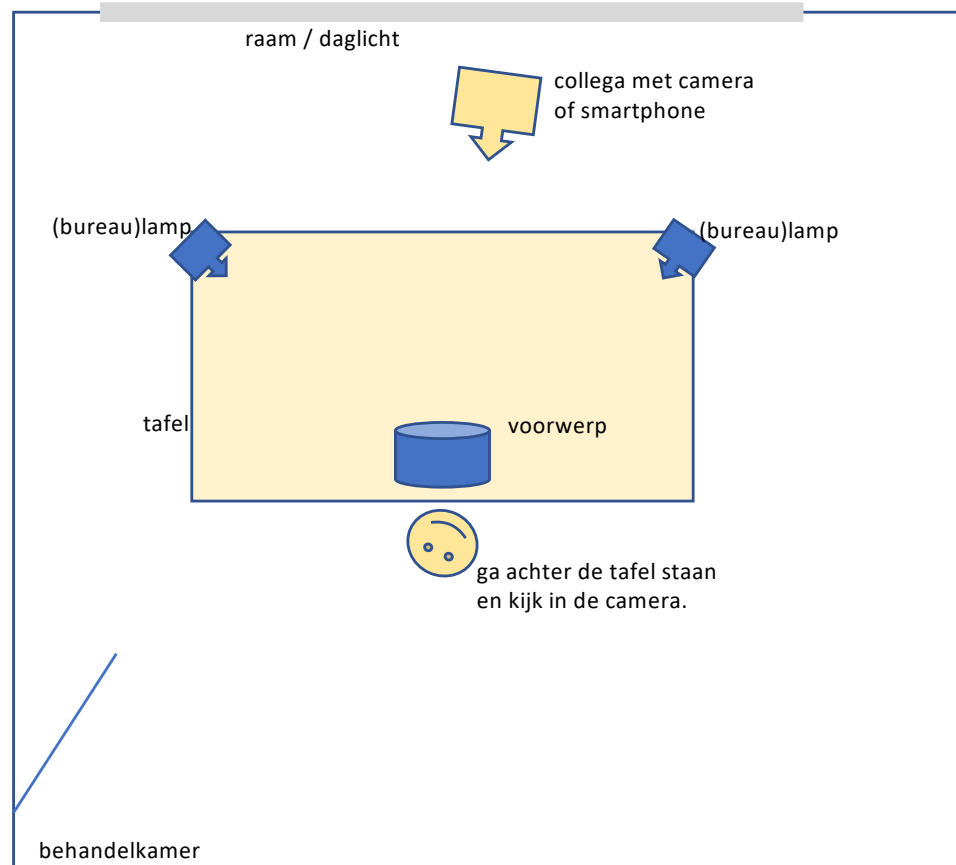 raam / daglicht
collega met camera
of smartphone
(bureau)lamp
(bureau)lamp
tafel
voorwerp
ga achter de tafel staan
en kijk in de camera.
behandelkamer